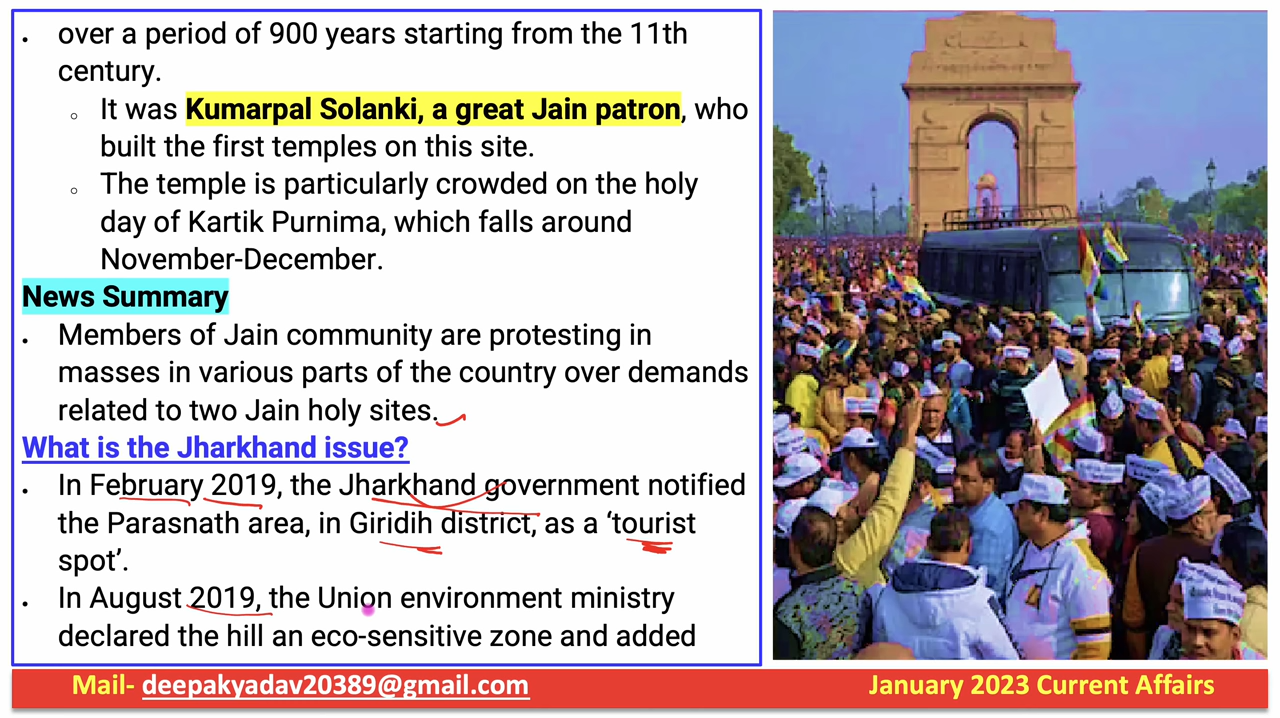 • over a period of 900 years starting from the 11th
century.
○ It was Kumarpal Solanki, a great Jain patron, who
built the first temples on this site.
○ The temple is particularly crowded on the holy
day of Kartik Purnima, which falls around
November-December.
News Summary
• Members of Jain community are protesting in
masses in various parts of the country over demands
related to two Jain holy sites.
What is the Jharkhand issue?
• In February 2019, the Jharkhand government notified
the Parasnath area, in Giridih district, as a ‘tourist
spot’.
• In August 2019, the Union environment ministry
declared the hill an eco-sensitive zone and added
Mail- deepakyadav20389@gmail.com
January 2023 Current Affairs